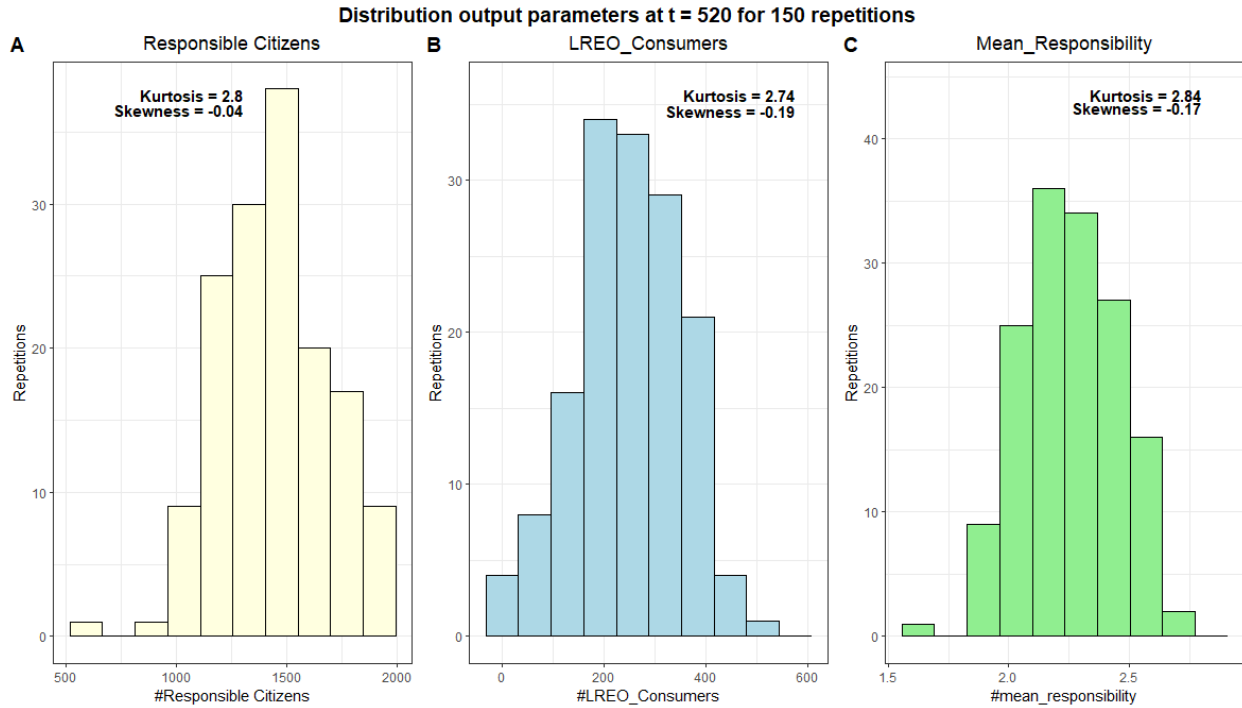 Distribution output parameters at t = 520 for 150 repetitions
A
Responsible Citizens
Kurtosis = 2.8
Skewness = -0.04
30
20
10
0
Repetitions
500 1000 1500 2000
#Responsible Citizens
B
LREO_Consumers
Kurtosis = 2.74
Skewness = -0.19
30
20
10
0
Repetitions
0 200 400 600
#LREO_Consumers
C
Mean_Responsibility
Kurtosis = 2.84
Skewness = -0.17
40
30
20
10
0
Repetitions
1.5 2.0 2.5
#mean_responsibility